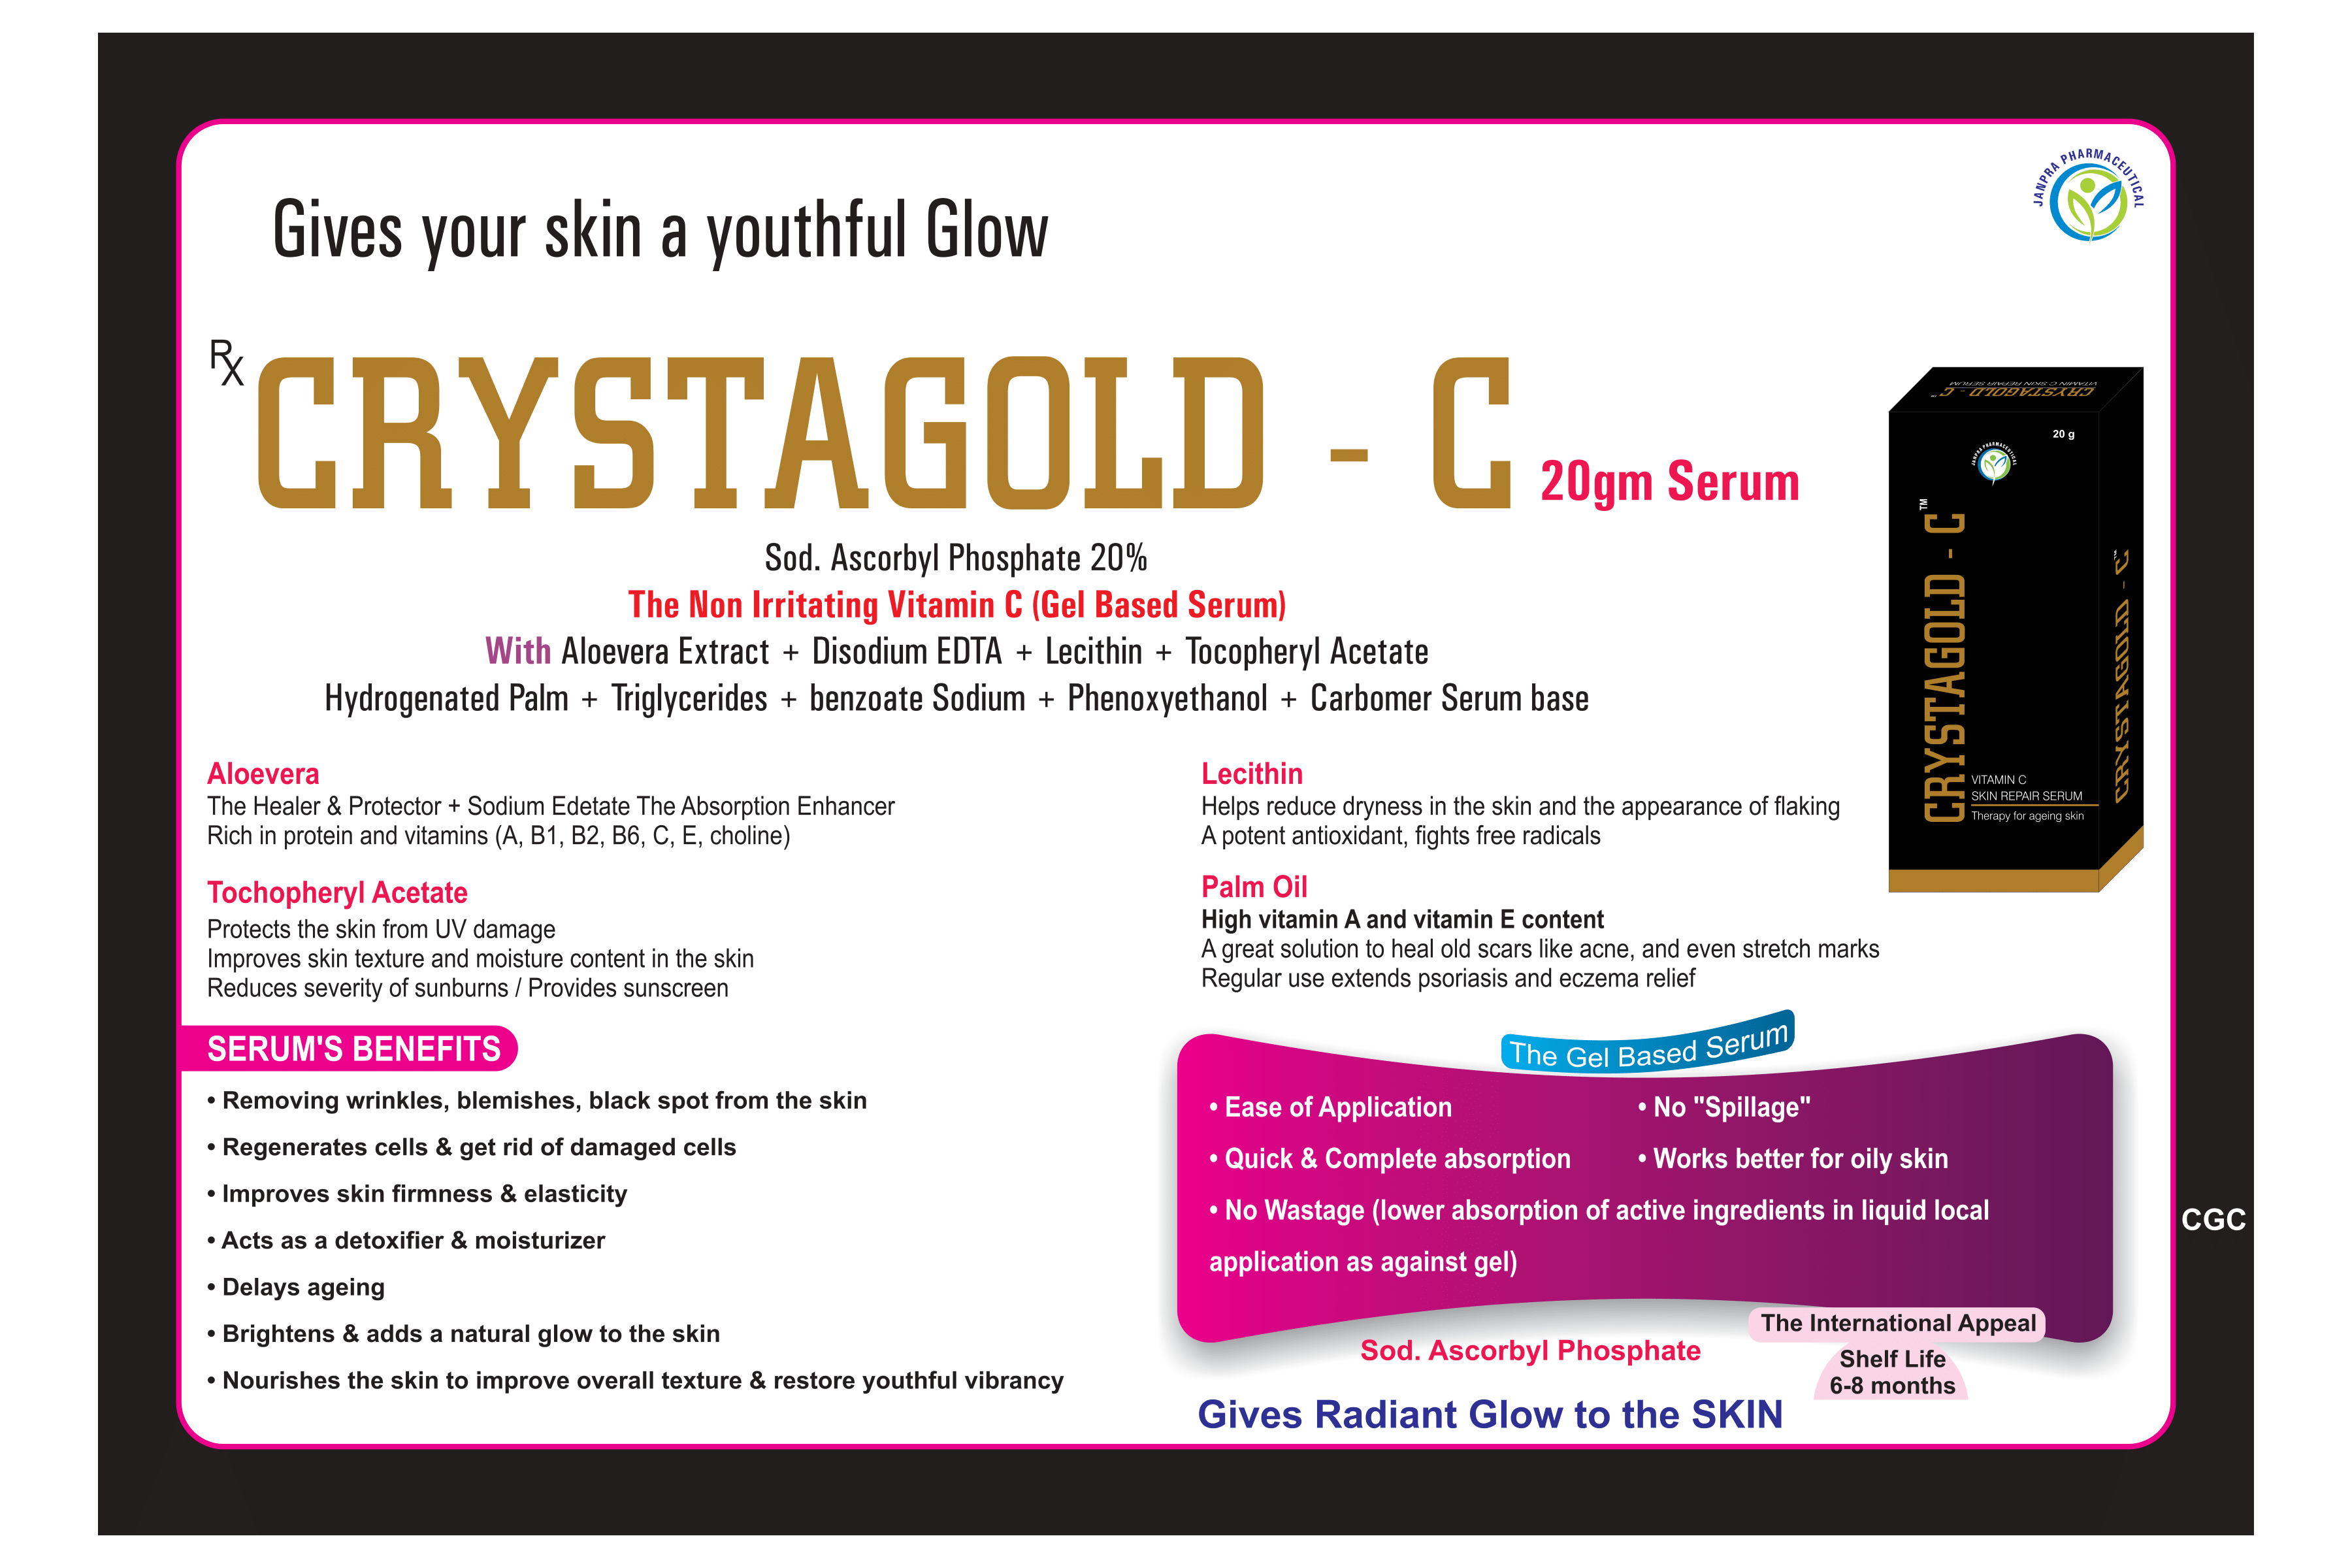 JANPRA PHARMACEUTICAL
Gives your skin a youthful Glow
Rx CRYSTAGOLD - C 20gm Serum
Sod. Ascorbyl Phosphate 20%
The Non Irritating Vitamin C (Gel Based Serum)
With Aloevera Extract + Disodium EDTA + Lecithin + Tocopheryl Acetate
Hydrogenated Palm + Triglycerides + benzoate Sodium + Phenoxyethanol + Carbomer Serum base
CRYSTAGOLD - C™
VITAMIN C SKIN REPAIR SERUM
20 g
JANPRA PHARMACEUTICAL
CRYSTAGOLD - C™
VITAMIN C
SKIN REPAIR SERUM
Therapy for ageing skin
CRYSTAGOLD - C™
Aloevera
The Healer & Protector + Sodium Edetate The Absorption Enhancer
Rich in protein and vitamins (A, B1, B2, B6, C, E, choline)
Tochopheryl Acetate
Protects the skin from UV damage
Improves skin texture and moisture content in the skin
Reduces severity of sunburns / Provides sunscreen
Lecithin
Helps reduce dryness in the skin and the appearance of flaking
A potent antioxidant, fights free radicals
Palm Oil
High vitamin A and vitamin E content
A great solution to heal old scars like acne, and even stretch marks
Regular use extends psoriasis and eczema relief
SERUM'S BENEFITS
• Removing wrinkles, blemishes, black spot from the skin
• Regenerates cells & get rid of damaged cells
• Improves skin firmness & elasticity
• Acts as a detoxifier & moisturizer
• Delays ageing
• Brightens & adds a natural glow to the skin
• Nourishes the skin to improve overall texture & restore youthful vibrancy
The Gel Based Serum
• Ease of Application
• No "Spillage"
• Quick & Complete absorption
• Works better for oily skin
• No Wastage (lower absorption of active ingredients in liquid local
application as against gel)
CGC
The International Appeal
Shelf Life
6-8 months
Sod. Ascorbyl Phosphate
Gives Radiant Glow to the SKIN